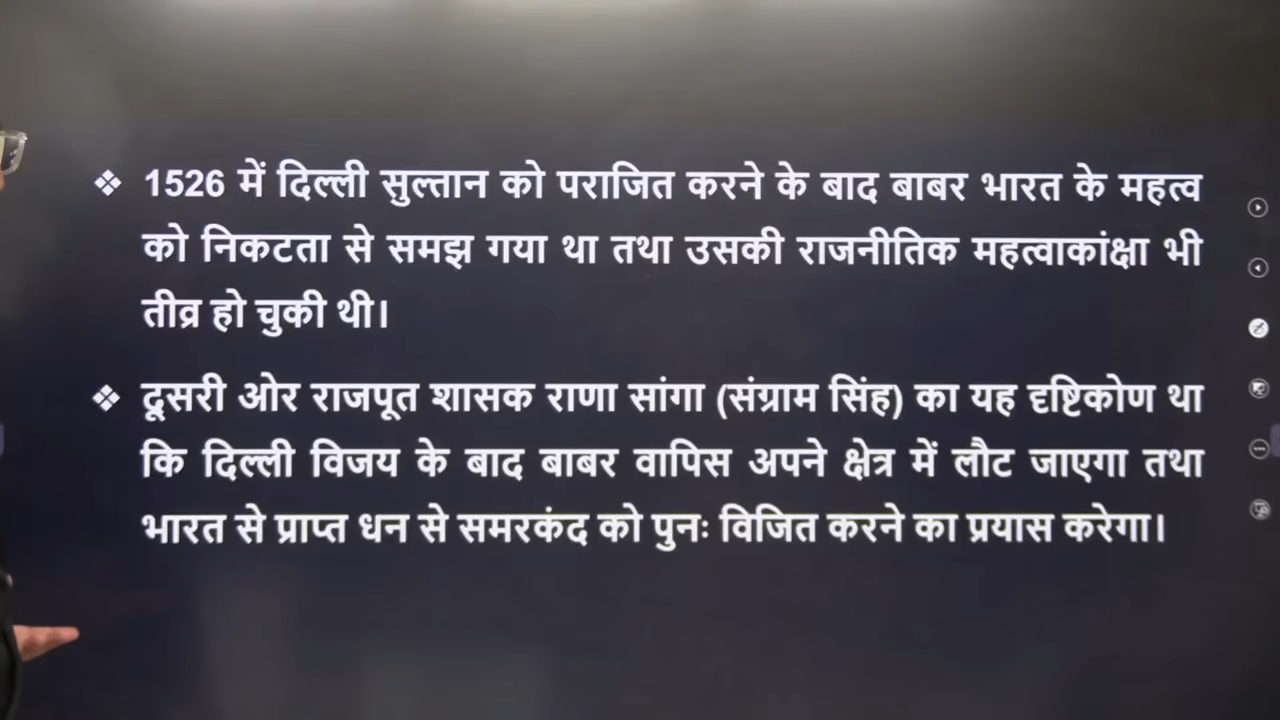 ❖ 1526 में दिल्ली सुल्तान को पराजित करने के बाद बाबर भारत के महत्व
को निकटता से समझ गया था तथा उसकी राजनीतिक महत्वाकांक्षा भी
तीव्र हो चुकी थी।
❖ दूसरी ओर राजपूत शासक राणा सांगा (संग्राम सिंह) का यह दृष्टिकोण था
कि दिल्ली विजय के बाद बाबर वापिस अपने क्षेत्र में लौट जाएगा तथा
भारत से प्राप्त धन से समरकंद को पुनः विजित करने का प्रयास करेगा।